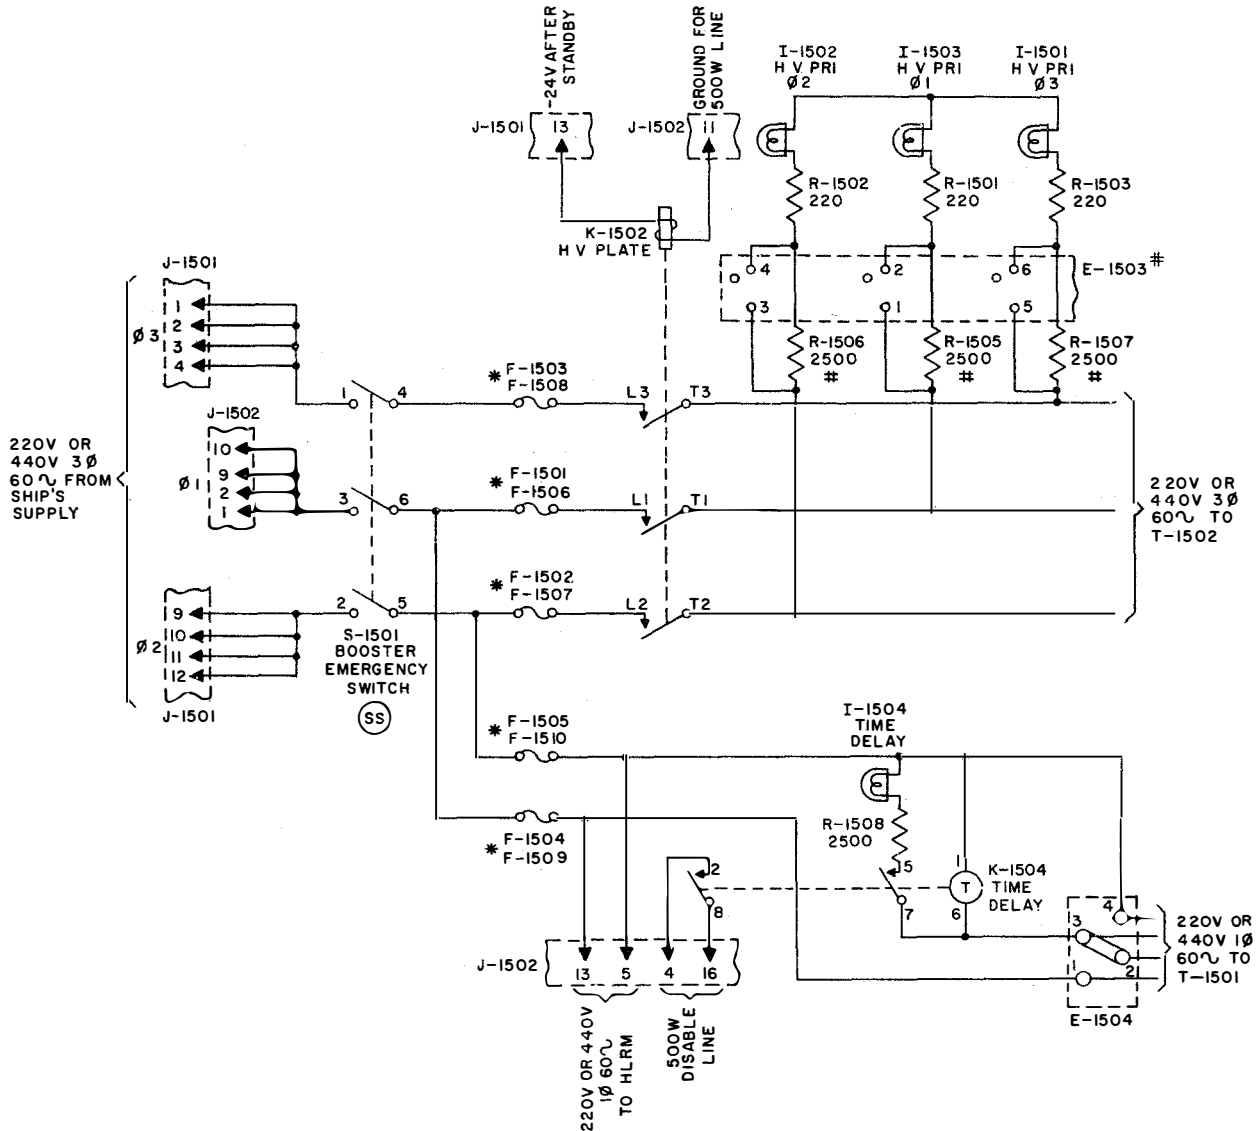 -24V AFTER
STANDBY
GROUND FOR
500W LINE
J-1501
13
J-1502
11
K-1502
H V PLATE
I-1502
H V PRI
Ø2
I-1503
H V PRI
Ø1
I-1501
H V PRI
Ø3
R-1502
220
R-1501
220
R-1503
220
4
2
6
E-1503 #
3
1
5
R-1506
2500
#
R-1505
2500
#
R-1507
2500
#
J-1501
1
2
3
4
Ø3
J-1502
10
9
2
1
Ø1
220V OR
440V 3Ø
60~ FROM
SHIP'S
SUPPLY
9
10
11
12
Ø2
J-1501
1
4
3
6
2
5
S-1501
BOOSTER
EMERGENCY
SWITCH
SS
* F-1503
F-1508
L3
T3
* F-1501
F-1506
L1
T1
* F-1502
F-1507
L2
T2
220V OR
440V 3Ø
60~ TO
T-1502
* F-1505
F-1510
I-1504
TIME
DELAY
* F-1504
F-1509
R-1508
2500
2
8
5
7
1
T
6
K-1504
TIME
DELAY
4
3
2
1
E-1504
220V OR
440V 1Ø
60~ TO
T-1501
J-1502
13
5
4
16
220V OR 440V
1Ø 60~
TO HLRM
500W
DISABLE
LINE